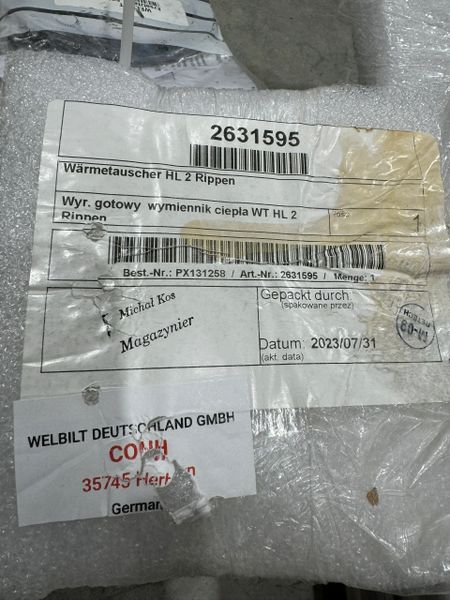 2631595
Wärmetauscher HL 2 Rippen
Wyr. gotowy wymiennik ciepła WT HL 2
Rippen
1
Best.-Nr.: PX131258 / Art.-Nr.: 2631595 / Menge: 1
Michał Kos
Magazynier
Gepackt durch:
(spakowane przez)
Datum: 2023/07/31
(akt. data)
WELBILT DEUTSCHLAND GMBH
35745
German